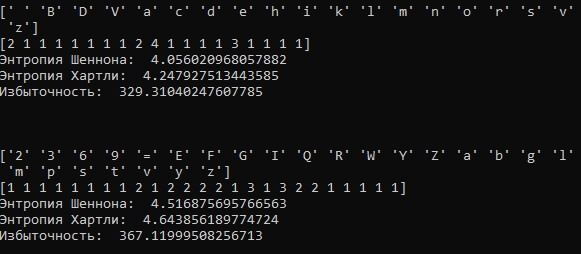 [' ' 'B' 'D' 'V' 'a' 'c' 'd' 'e' 'h' 'i' 'k' 'l' 'm' 'n' 'o' 'r' 's' 'v'
'z']
[2 1 1 1 1 1 1 1 2 4 1 1 1 1 3 1 1 1 1]
Энтропия Шеннона: 4.056020968057882
Энтропия Хартли: 4.247927513443585
Избыточность: 329.31040247607785
['2' '3' '6' '9' '=' 'E' 'F' 'G' 'I' 'Q' 'R' 'W' 'Y' 'Z' 'a' 'b' 'g' 'l'
'm' 'p' 's' 't' 'v' 'y' 'z']
[1 1 1 1 1 1 1 1 2 1 2 2 2 2 1 3 1 3 2 2 1 1 1 1 1]
Энтропия Шеннона: 4.516875695766563
Энтропия Хартли: 4.643856189774724
Избыточность: 367.11999508256713